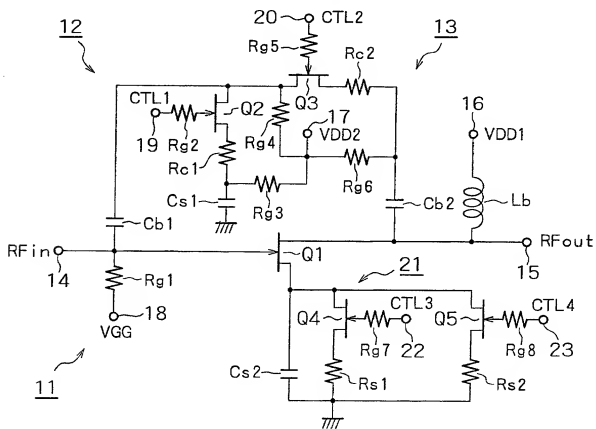 20 CTL2
12
Rg5
13
Rc2
Q3
CTL1
Q2
17
16
19
Rg2
Rg4
VDD2
VDD1
Rc1
Rg6
Cs1
Rg3
Lb
Cb1
Cb2
RFin
Q1
RFout
14
Rg1
21
15
18
VGG
Q4
CTL3
Q5
CTL4
Rg7 22
Rg8 23
11
Cs2
Rs1
Rs2